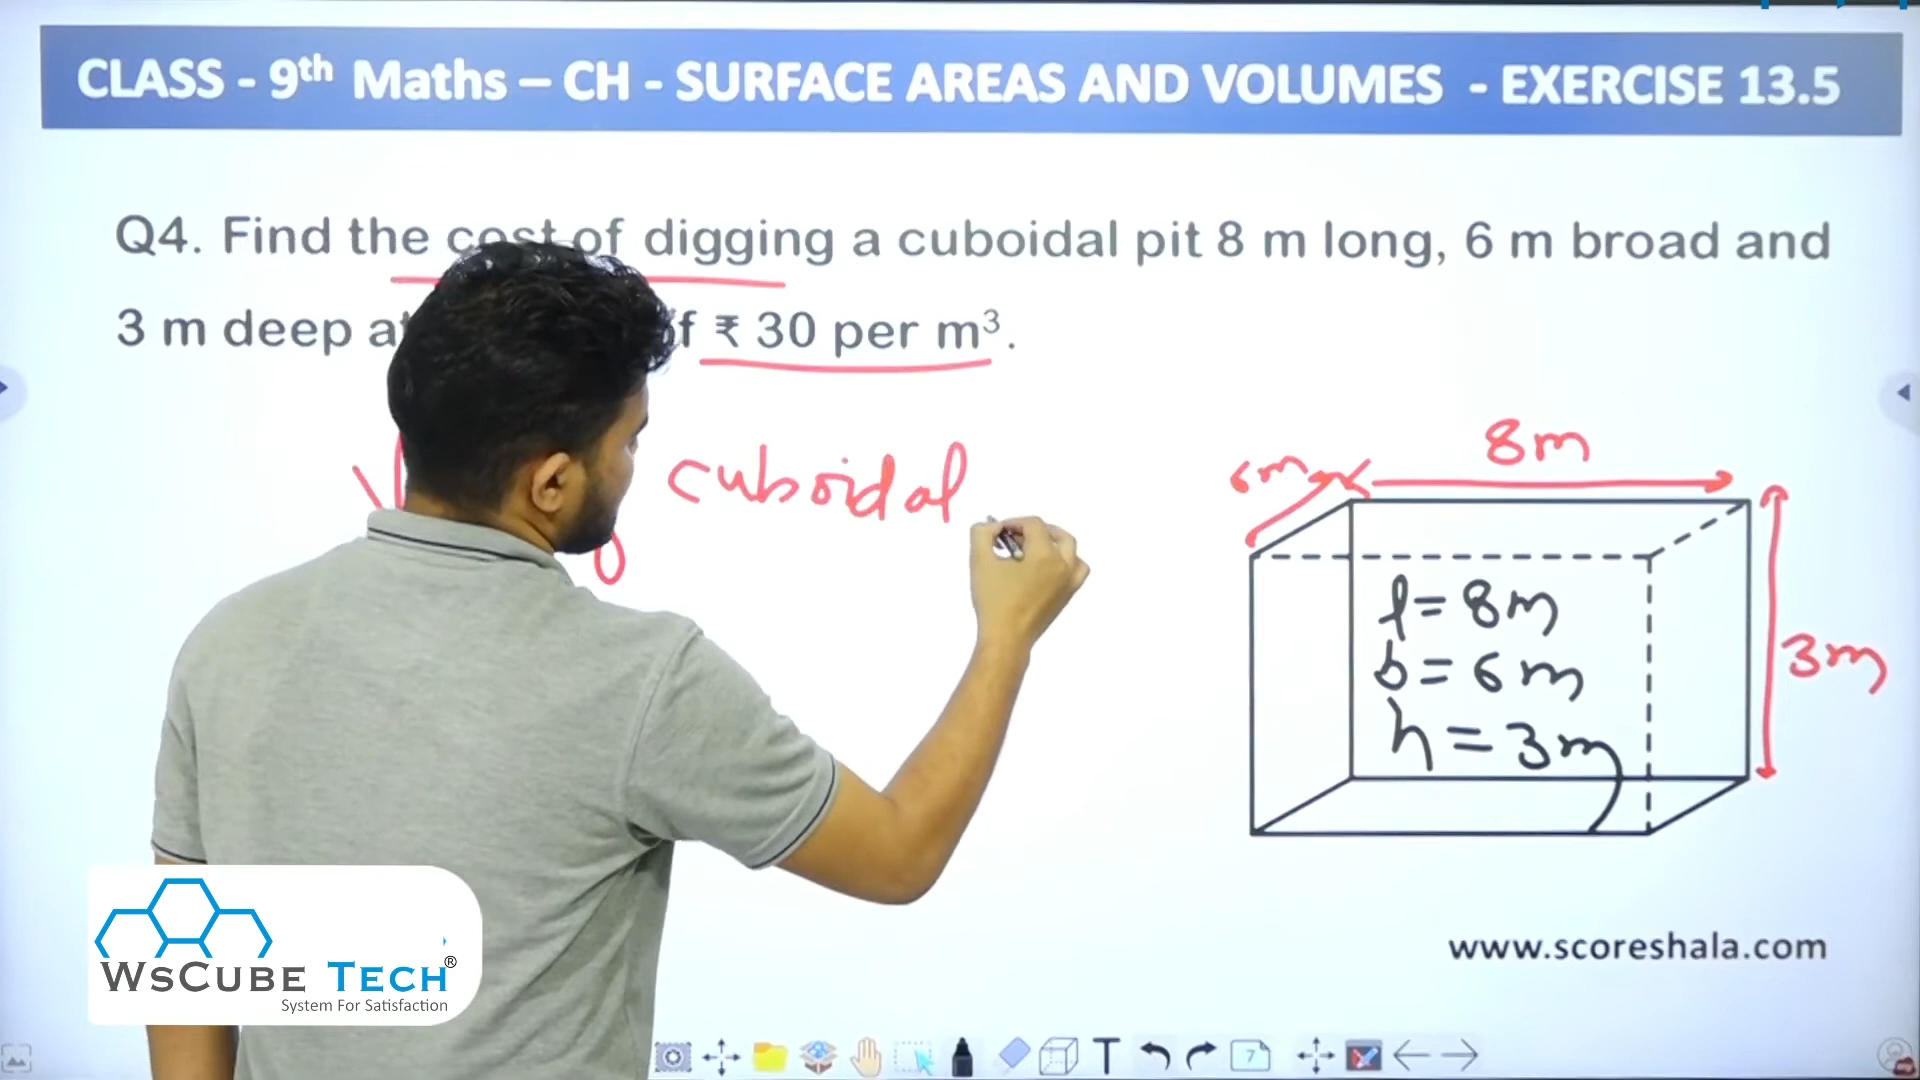 CLASS - 9th Maths – CH - SURFACE AREAS AND VOLUMES - EXERCISE 13.5
Q4. Find the cost of digging a cuboidal pit 8 m long, 6 m broad and
3 m deep at f ₹ 30 per m³.
cuboidal
8m
6m
l = 8m
b = 6m
h = 3m
3m
www.scoreshala.com
WSCUBE TECH®
System For Satisfaction
T
7